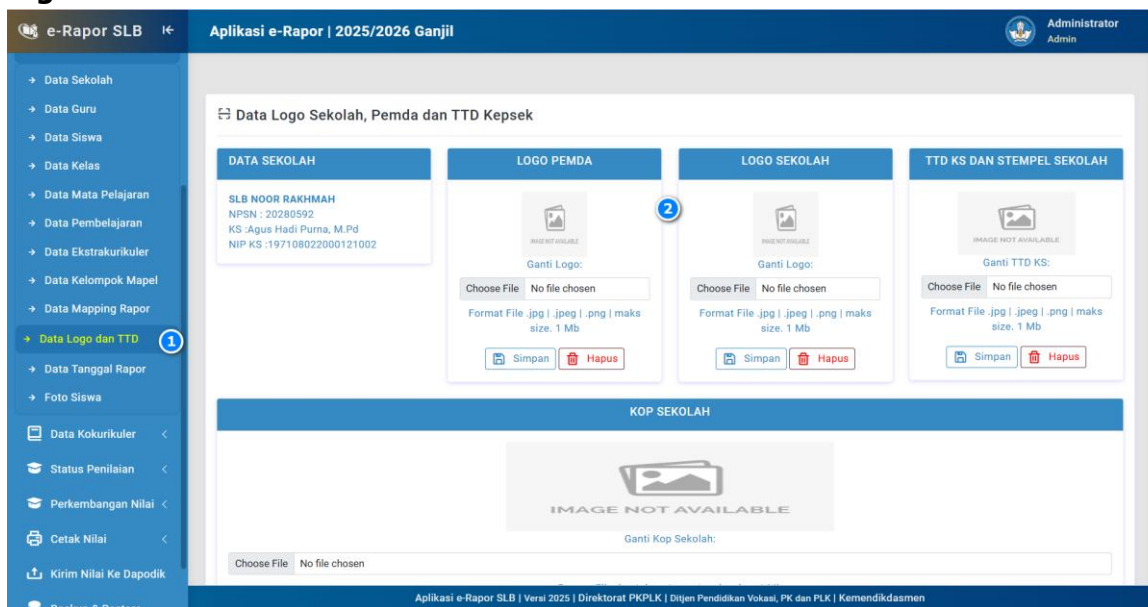 e-Rapor SLB
Aplikasi e-Rapor | 2025/2026 Ganjil
Administrator
Admin
Data Sekolah
Data Guru
Data Siswa
Data Kelas
Data Mata Pelajaran
Data Pembelajaran
Data Ekstrakurikuler
Data Kelompok Mapel
Data Mapping Rapor
Data Logo dan TTD
1
Data Tanggal Rapor
Foto Siswa
Data Kokurikuler
Status Penilaian
Perkembangan Nilai
Cetak Nilai
Kirim Nilai Ke Dapodik
Data Logo Sekolah, Pemda dan TTD Kepsek
DATA SEKOLAH
SLB NOOR RAKHMAH
NPSN : 20280592
KS :Agus Hadi Purna, M.Pd
NIP KS :197108022000121002
LOGO PEMDA
IMAGE NOT AVAILABLE
Ganti Logo:
Choose File No file chosen
Format File .jpg | .jpeg | .png | maks
size. 1 Mb
Simpan Hapus
2
LOGO SEKOLAH
IMAGE NOT AVAILABLE
Ganti Logo:
Choose File No file chosen
Format File .jpg | .jpeg | .png | maks
size. 1 Mb
Simpan Hapus
TTD KS DAN STEMPEL SEKOLAH
IMAGE NOT AVAILABLE
Ganti TTD KS:
Choose File No file chosen
Format File .jpg | .jpeg | .png | maks
size. 1 Mb
Simpan Hapus
KOP SEKOLAH
IMAGE NOT AVAILABLE
Ganti Kop Sekolah:
Choose File No file chosen
Aplikasi e-Rapor SLB | Versi 2025 | Direktorat PKPLK | Ditjen Pendidikan Vokasi, PK dan PLK | Kemendikdasmen